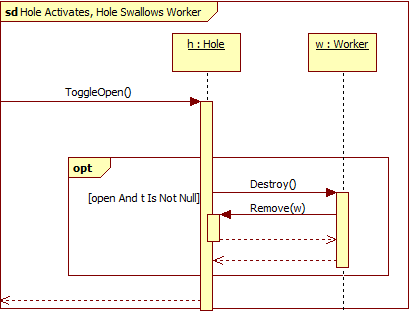 sd Hole Activates, Hole Swallows Worker
h : Hole
w : Worker
ToggleOpen()
opt
[open And t Is Not Null]
Destroy()
Remove(w)